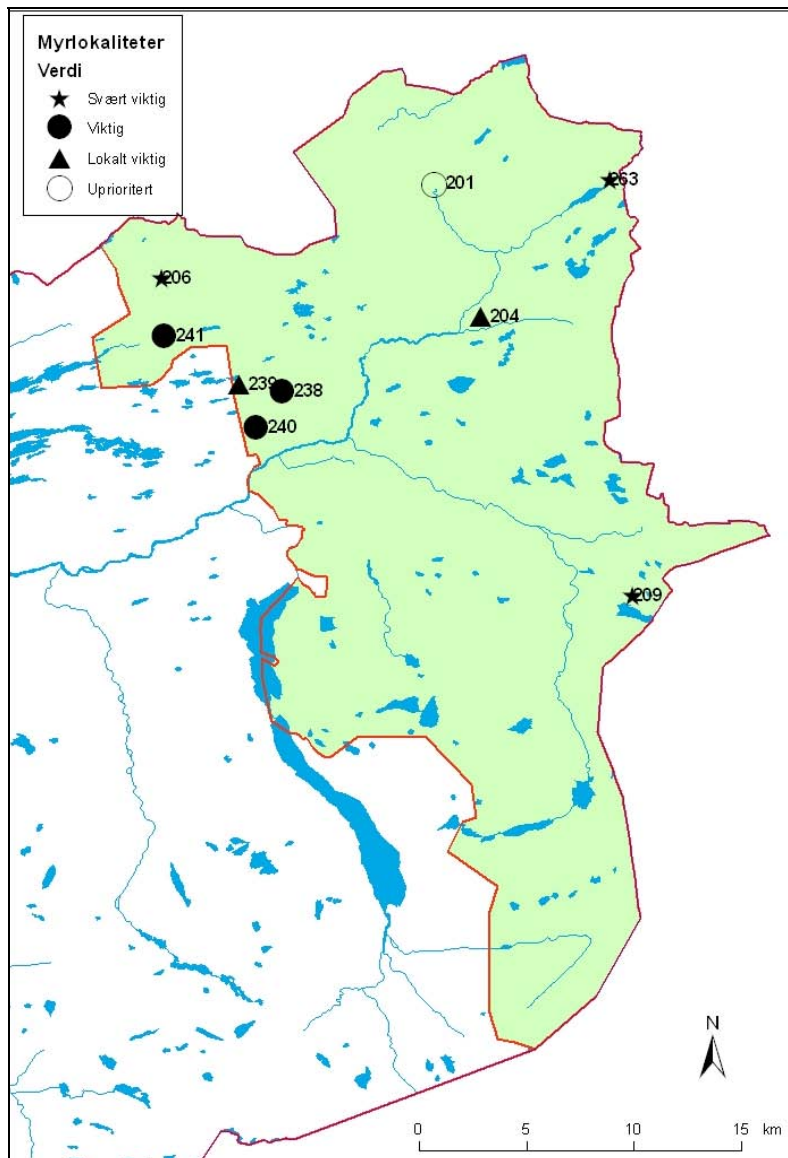 Myrlokaliteter
Verdi
Svært viktig
Viktig
Lokalt viktig
Uprioritert
201
263
206
204
241
239
238
240
209
N
0 5 10 15 km